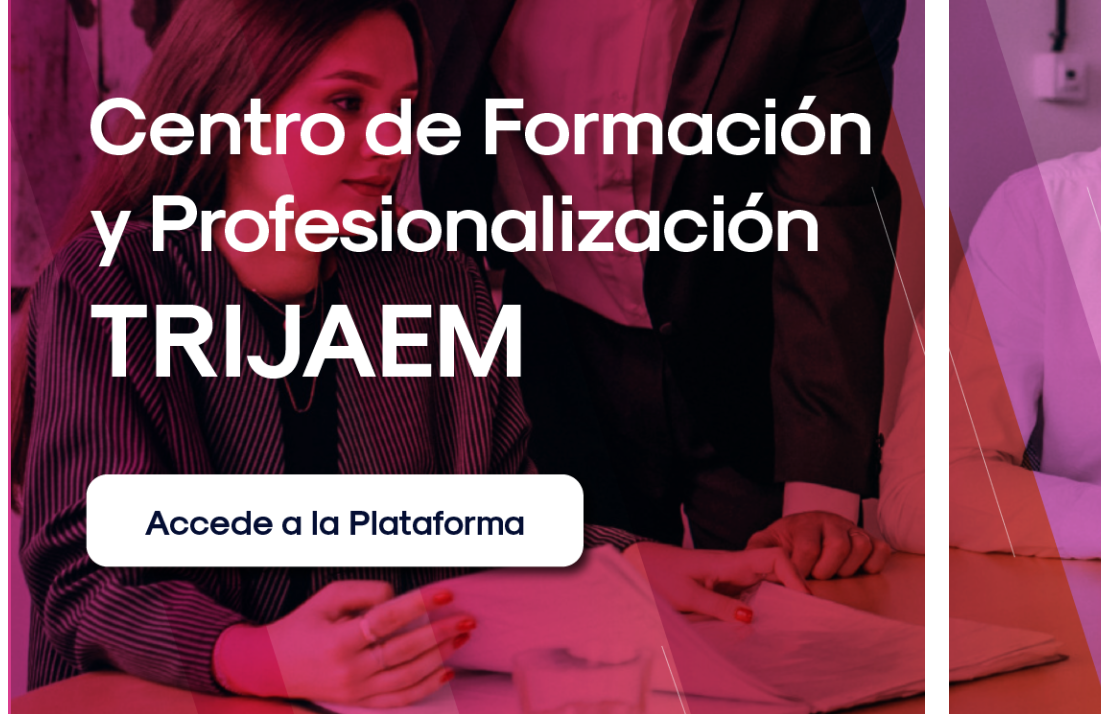 Centro de Formación
y Profesionalización
TRIJAEM
Accede a la Plataforma